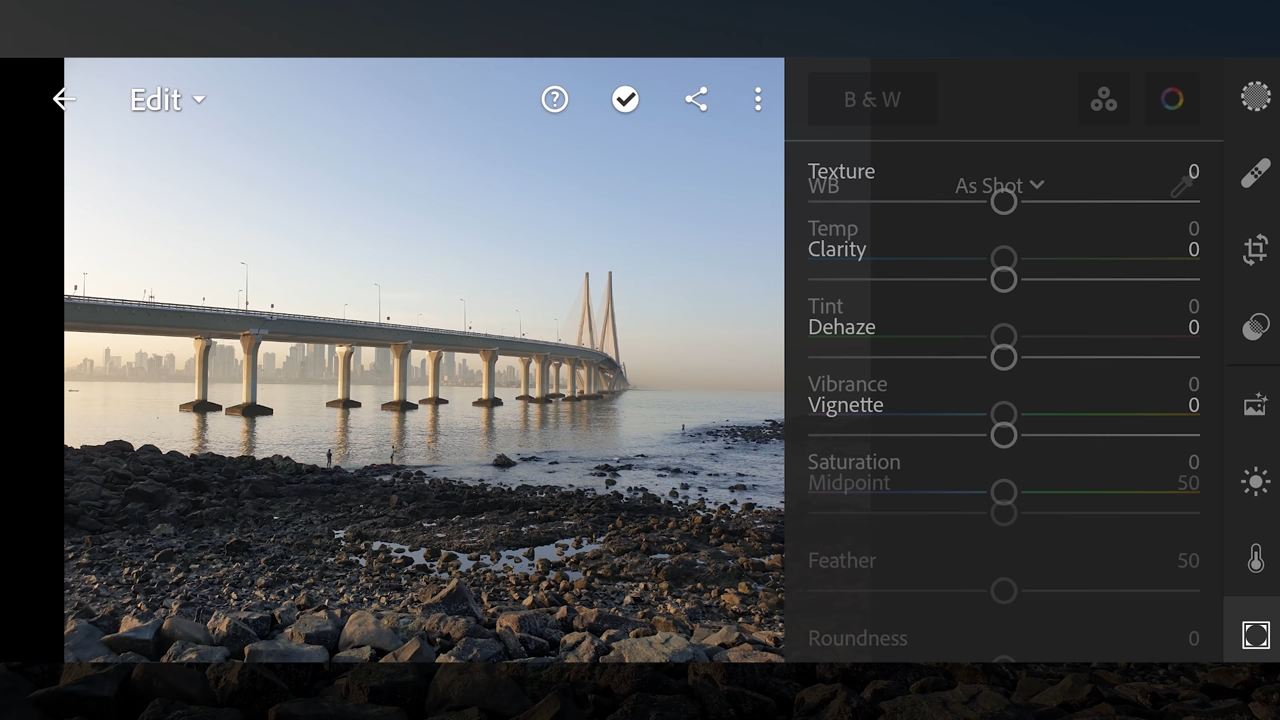 Edit
B & W
Texture 0
WB As Shot
Temp 0
Clarity 0
Tint 0
Dehaze 0
Vibrance 0
Vignette 0
Saturation 0
Midpoint 50
Feather 50
Roundness 0